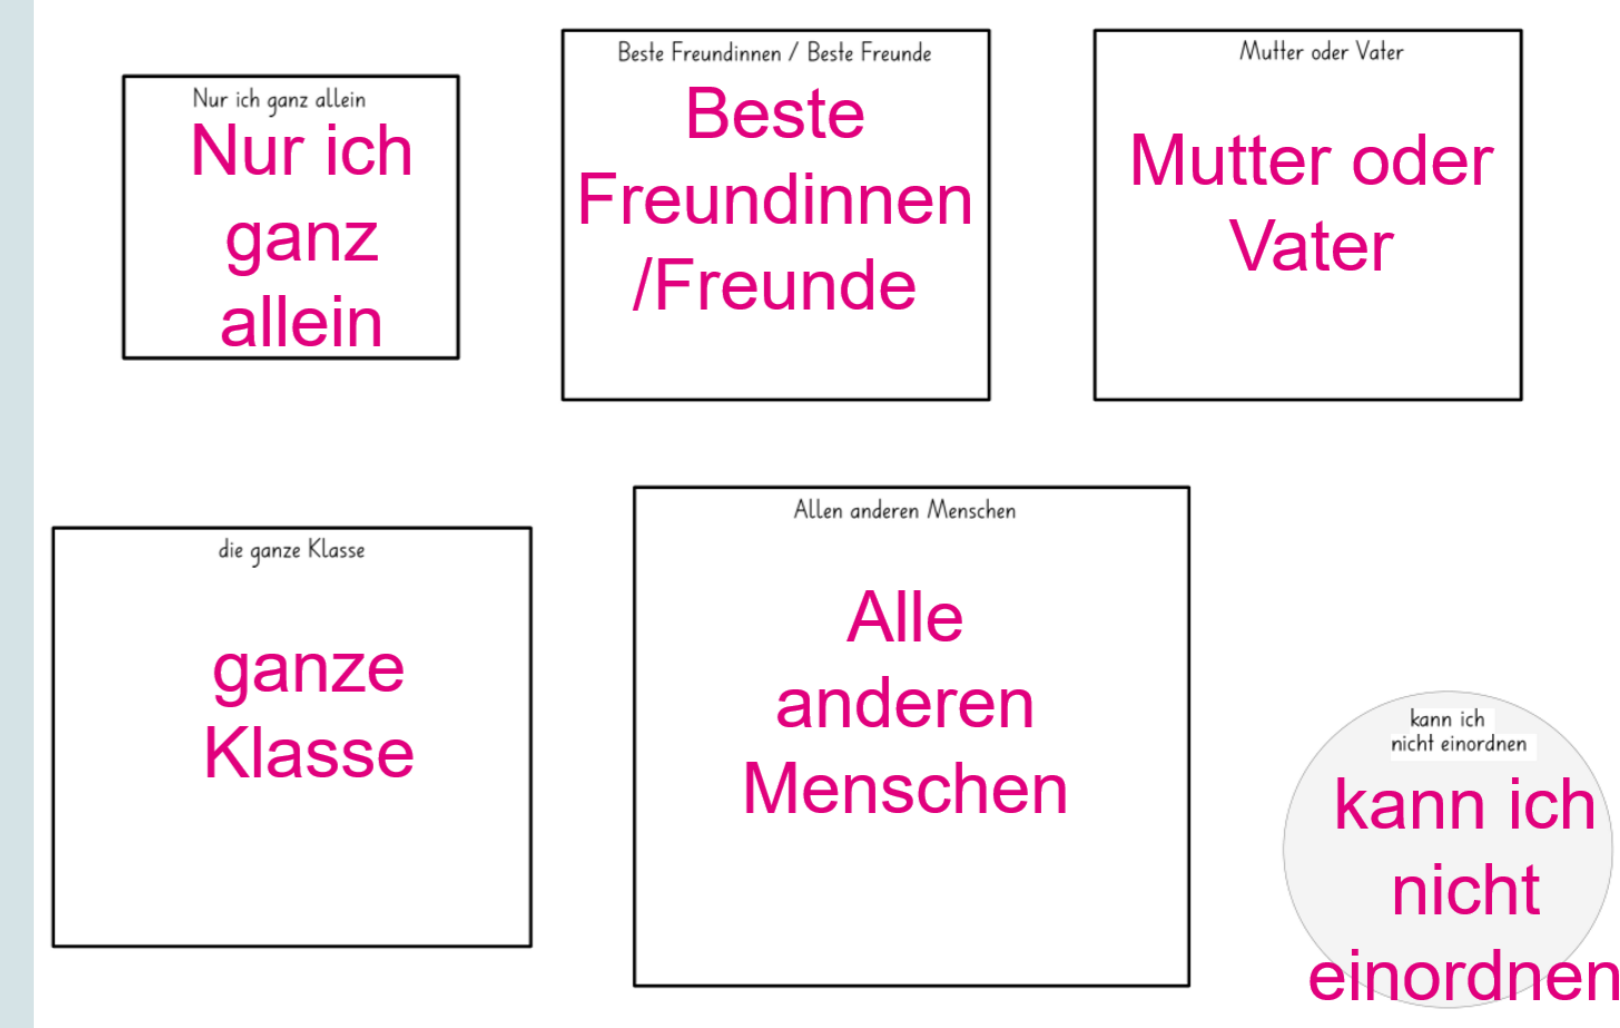 Nur ich ganz allein
Nur ich
ganz
allein
Beste Freundinnen / Beste Freunde
Beste
Freundinnen
/Freunde
Mutter oder Vater
Mutter oder
Vater
die ganze Klasse
ganze
Klasse
Allen anderen Menschen
Alle
anderen
Menschen
kann ich
nicht einordnen
kann ich
nicht
einordnen